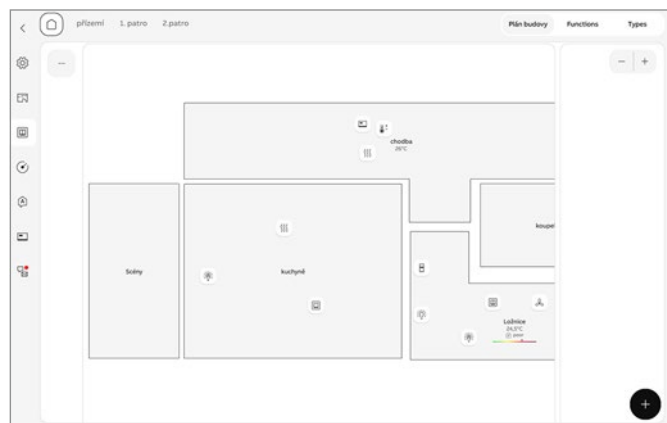 přízemí 1. patro 2.patro Plán budovy Functions Types
chodba
26°C
koupel
Scény
kuchyně
Ložnice
24,5°C